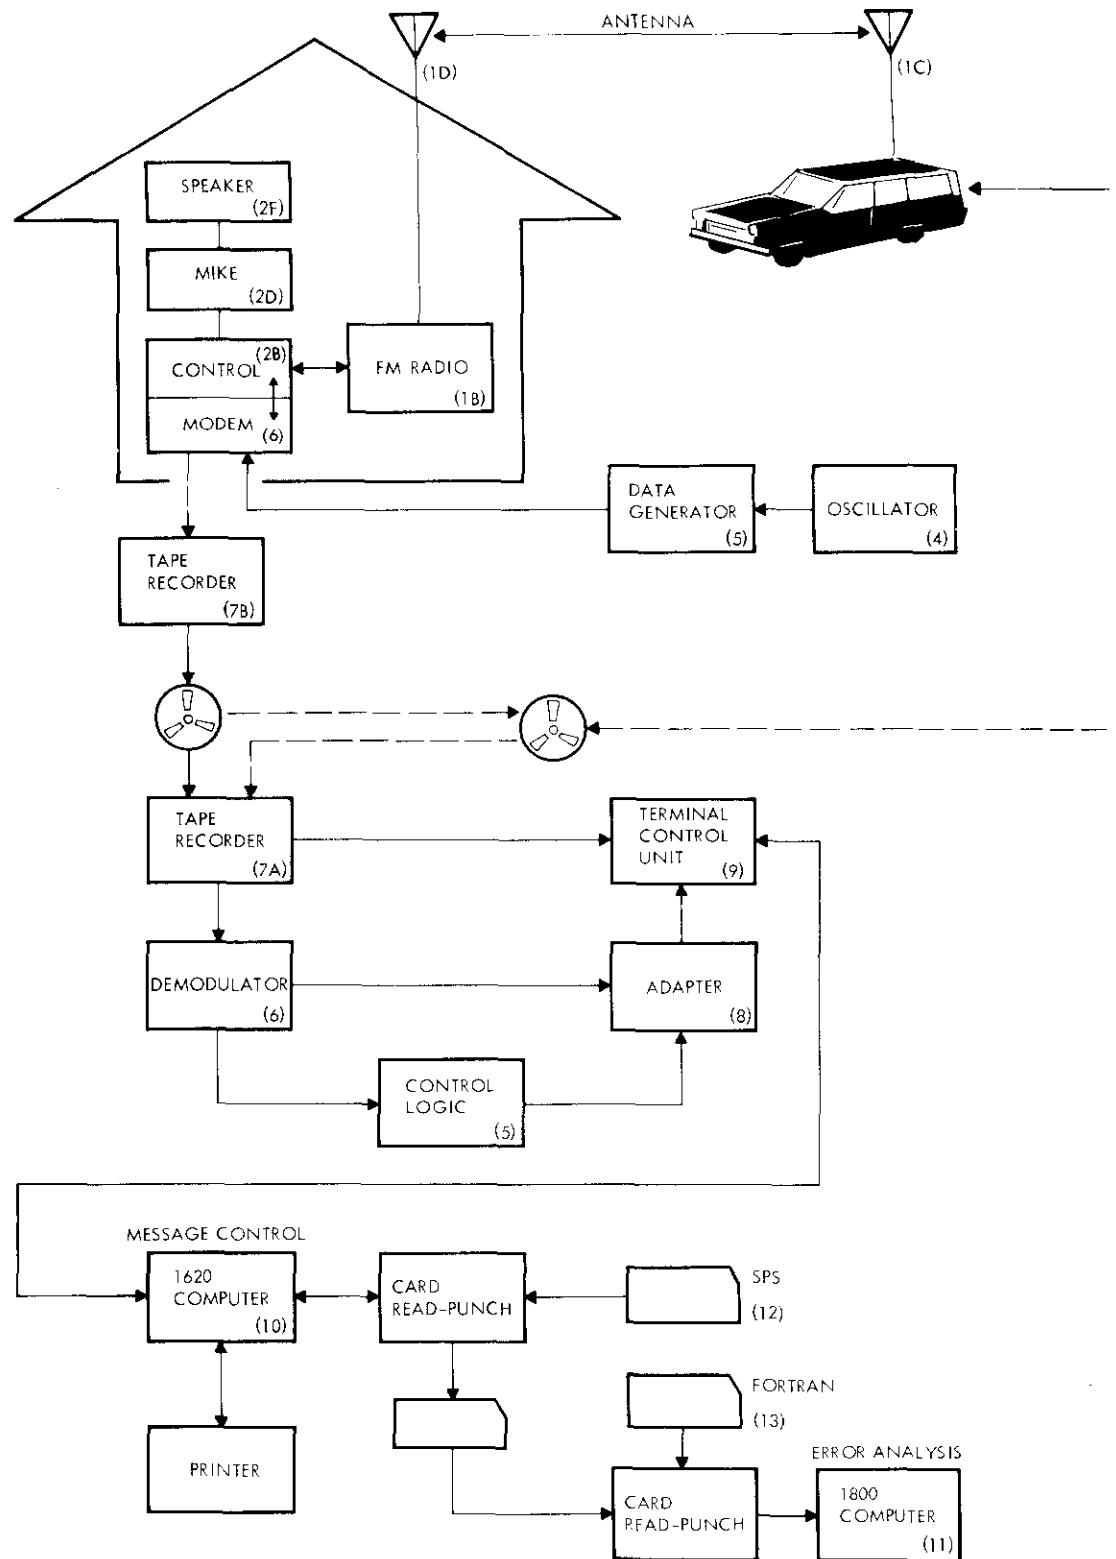 ANTENNA
(1D)
(1C)
SPEAKER
(2F)
MIKE
(2D)
(2B)
CONTROL
FM RADIO
(1B)
MODEM
(6)
DATA
GENERATOR
(5)
OSCILLATOR
(4)
TAPE
RECORDER
(7B)
TAPE
RECORDER
(7A)
TERMINAL
CONTROL
UNIT
(9)
DEMODULATOR
(6)
ADAPTER
(8)
CONTROL
LOGIC
(5)
MESSAGE CONTROL
1620
COMPUTER
(10)
CARD
READ-PUNCH
SPS
(12)
FORTRAN
(13)
PRINTER
ERROR ANALYSIS
CARD
READ-PUNCH
1800
COMPUTER
(11)